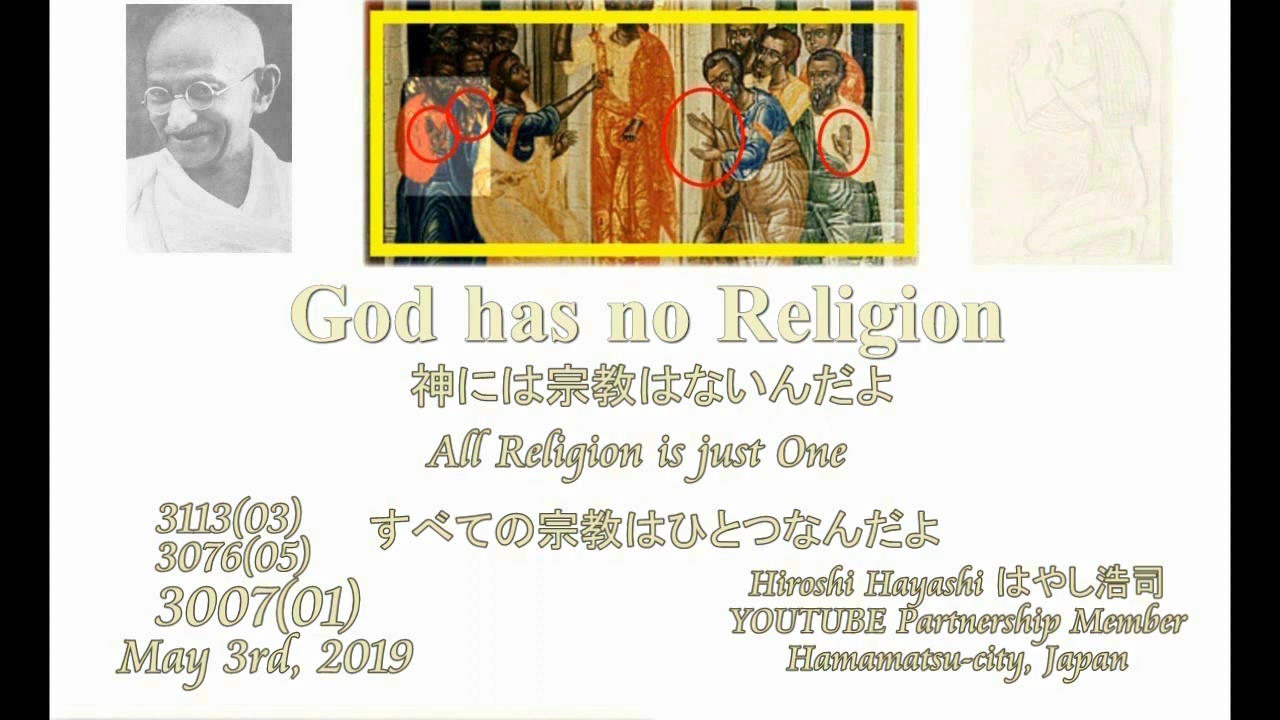 God has no Religion
神には宗教はないんだよ
All Religion is just One
すべての宗教はひとつなんだよ
3113(03)
3076(05)
3007(01)
May 3rd, 2019
Hiroshi Hayashi はやし浩司
YOUTUBE Partnership Member
Hamamatsu-city, Japan